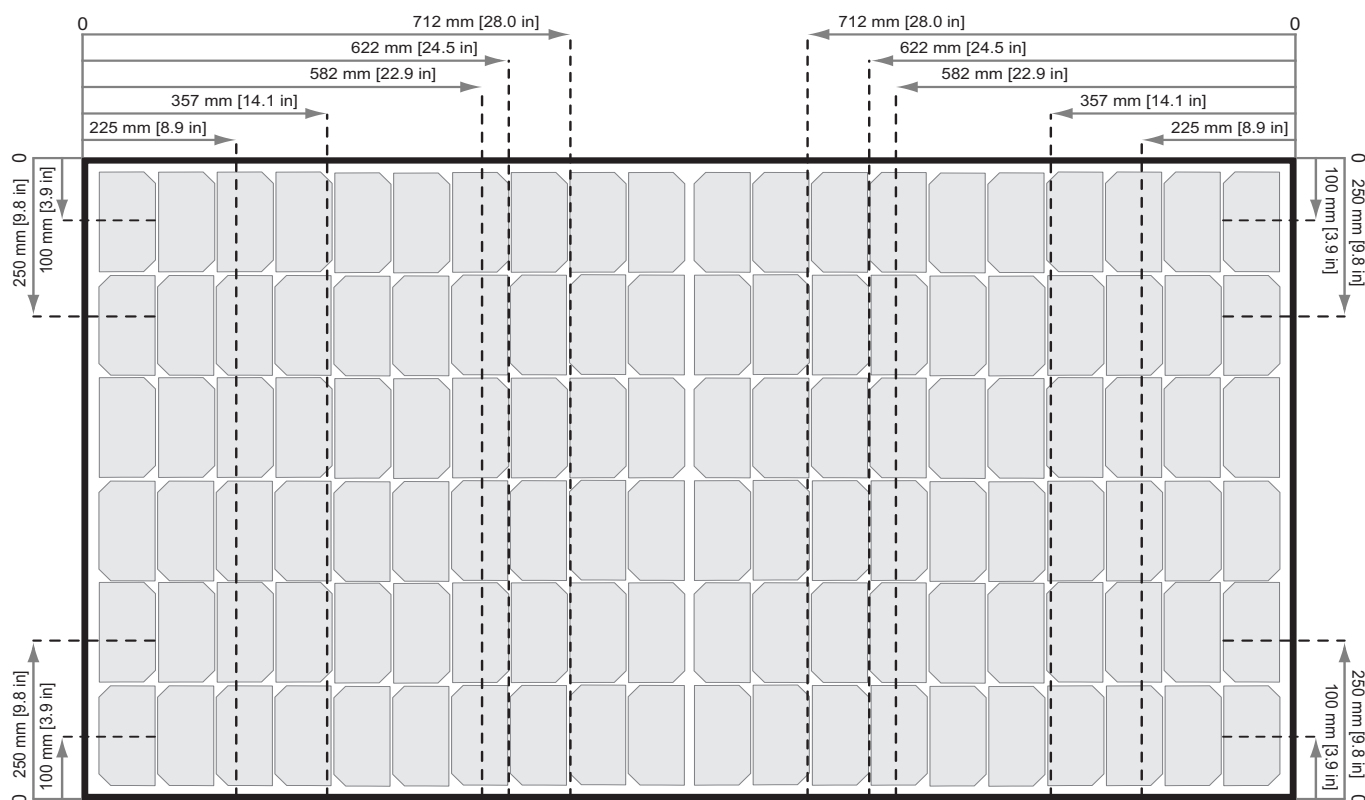 0
712 mm [28.0 in]
712 mm [28.0 in]
0
622 mm [24.5 in]
622 mm [24.5 in]
582 mm [22.9 in]
582 mm [22.9 in]
357 mm [14.1 in]
357 mm [14.1 in]
225 mm [8.9 in]
225 mm [8.9 in]
0
250 mm [9.8 in]
100 mm [3.9 in]
0
100 mm [3.9 in]
250 mm [9.8 in]
250 mm [9.8 in]
100 mm [3.9 in]
0
100 mm [3.9 in]
250 mm [9.8 in]
0